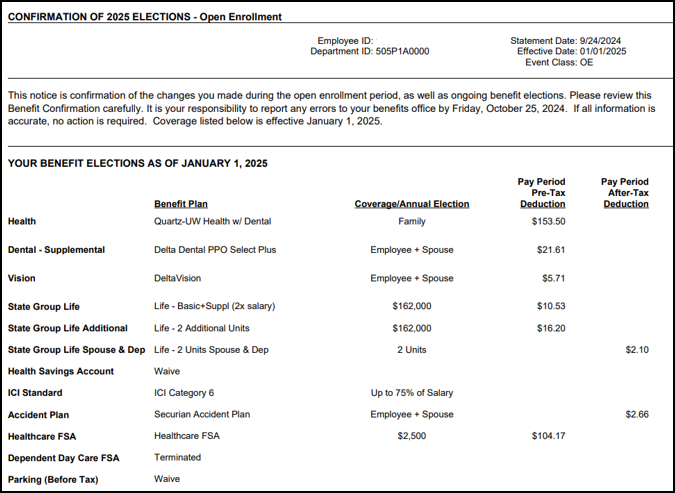 CONFIRMATION OF 2025 ELECTIONS - Open Enrollment
Employee ID: Statement Date: 9/24/2024
Department ID: 505P1A0000 Effective Date: 01/01/2025
Event Class: OE
This notice is confirmation of the changes you made during the open enrollment period, as well as ongoing benefit elections. Please review this
Benefit Confirmation carefully. It is your responsibility to report any errors to your benefits office by Friday, October 25, 2024. If all information is
accurate, no action is required. Coverage listed below is effective January 1, 2025.
YOUR BENEFIT ELECTIONS AS OF JANUARY 1, 2025
Pay Period Pay Period
Pre-Tax After-Tax
Benefit Plan Coverage/Annual Election Deduction Deduction
Health Quartz-UW Health w/ Dental Family $153.50
Dental - Supplemental Delta Dental PPO Select Plus Employee + Spouse $21.61
Vision DeltaVision Employee + Spouse $5.71
State Group Life Life - Basic+Suppl (2x salary) $162,000 $10.53
State Group Life Additional Life - 2 Additional Units $162,000 $16.20
State Group Life Spouse & Dep Life - 2 Units Spouse & Dep 2 Units $2.10
Health Savings Account Waive
ICI Standard ICI Category 6 Up to 75% of Salary
Accident Plan Securian Accident Plan Employee + Spouse $2.66
Healthcare FSA Healthcare FSA $2,500 $104.17
Dependent Day Care FSA Terminated
Parking (Before Tax) Waive